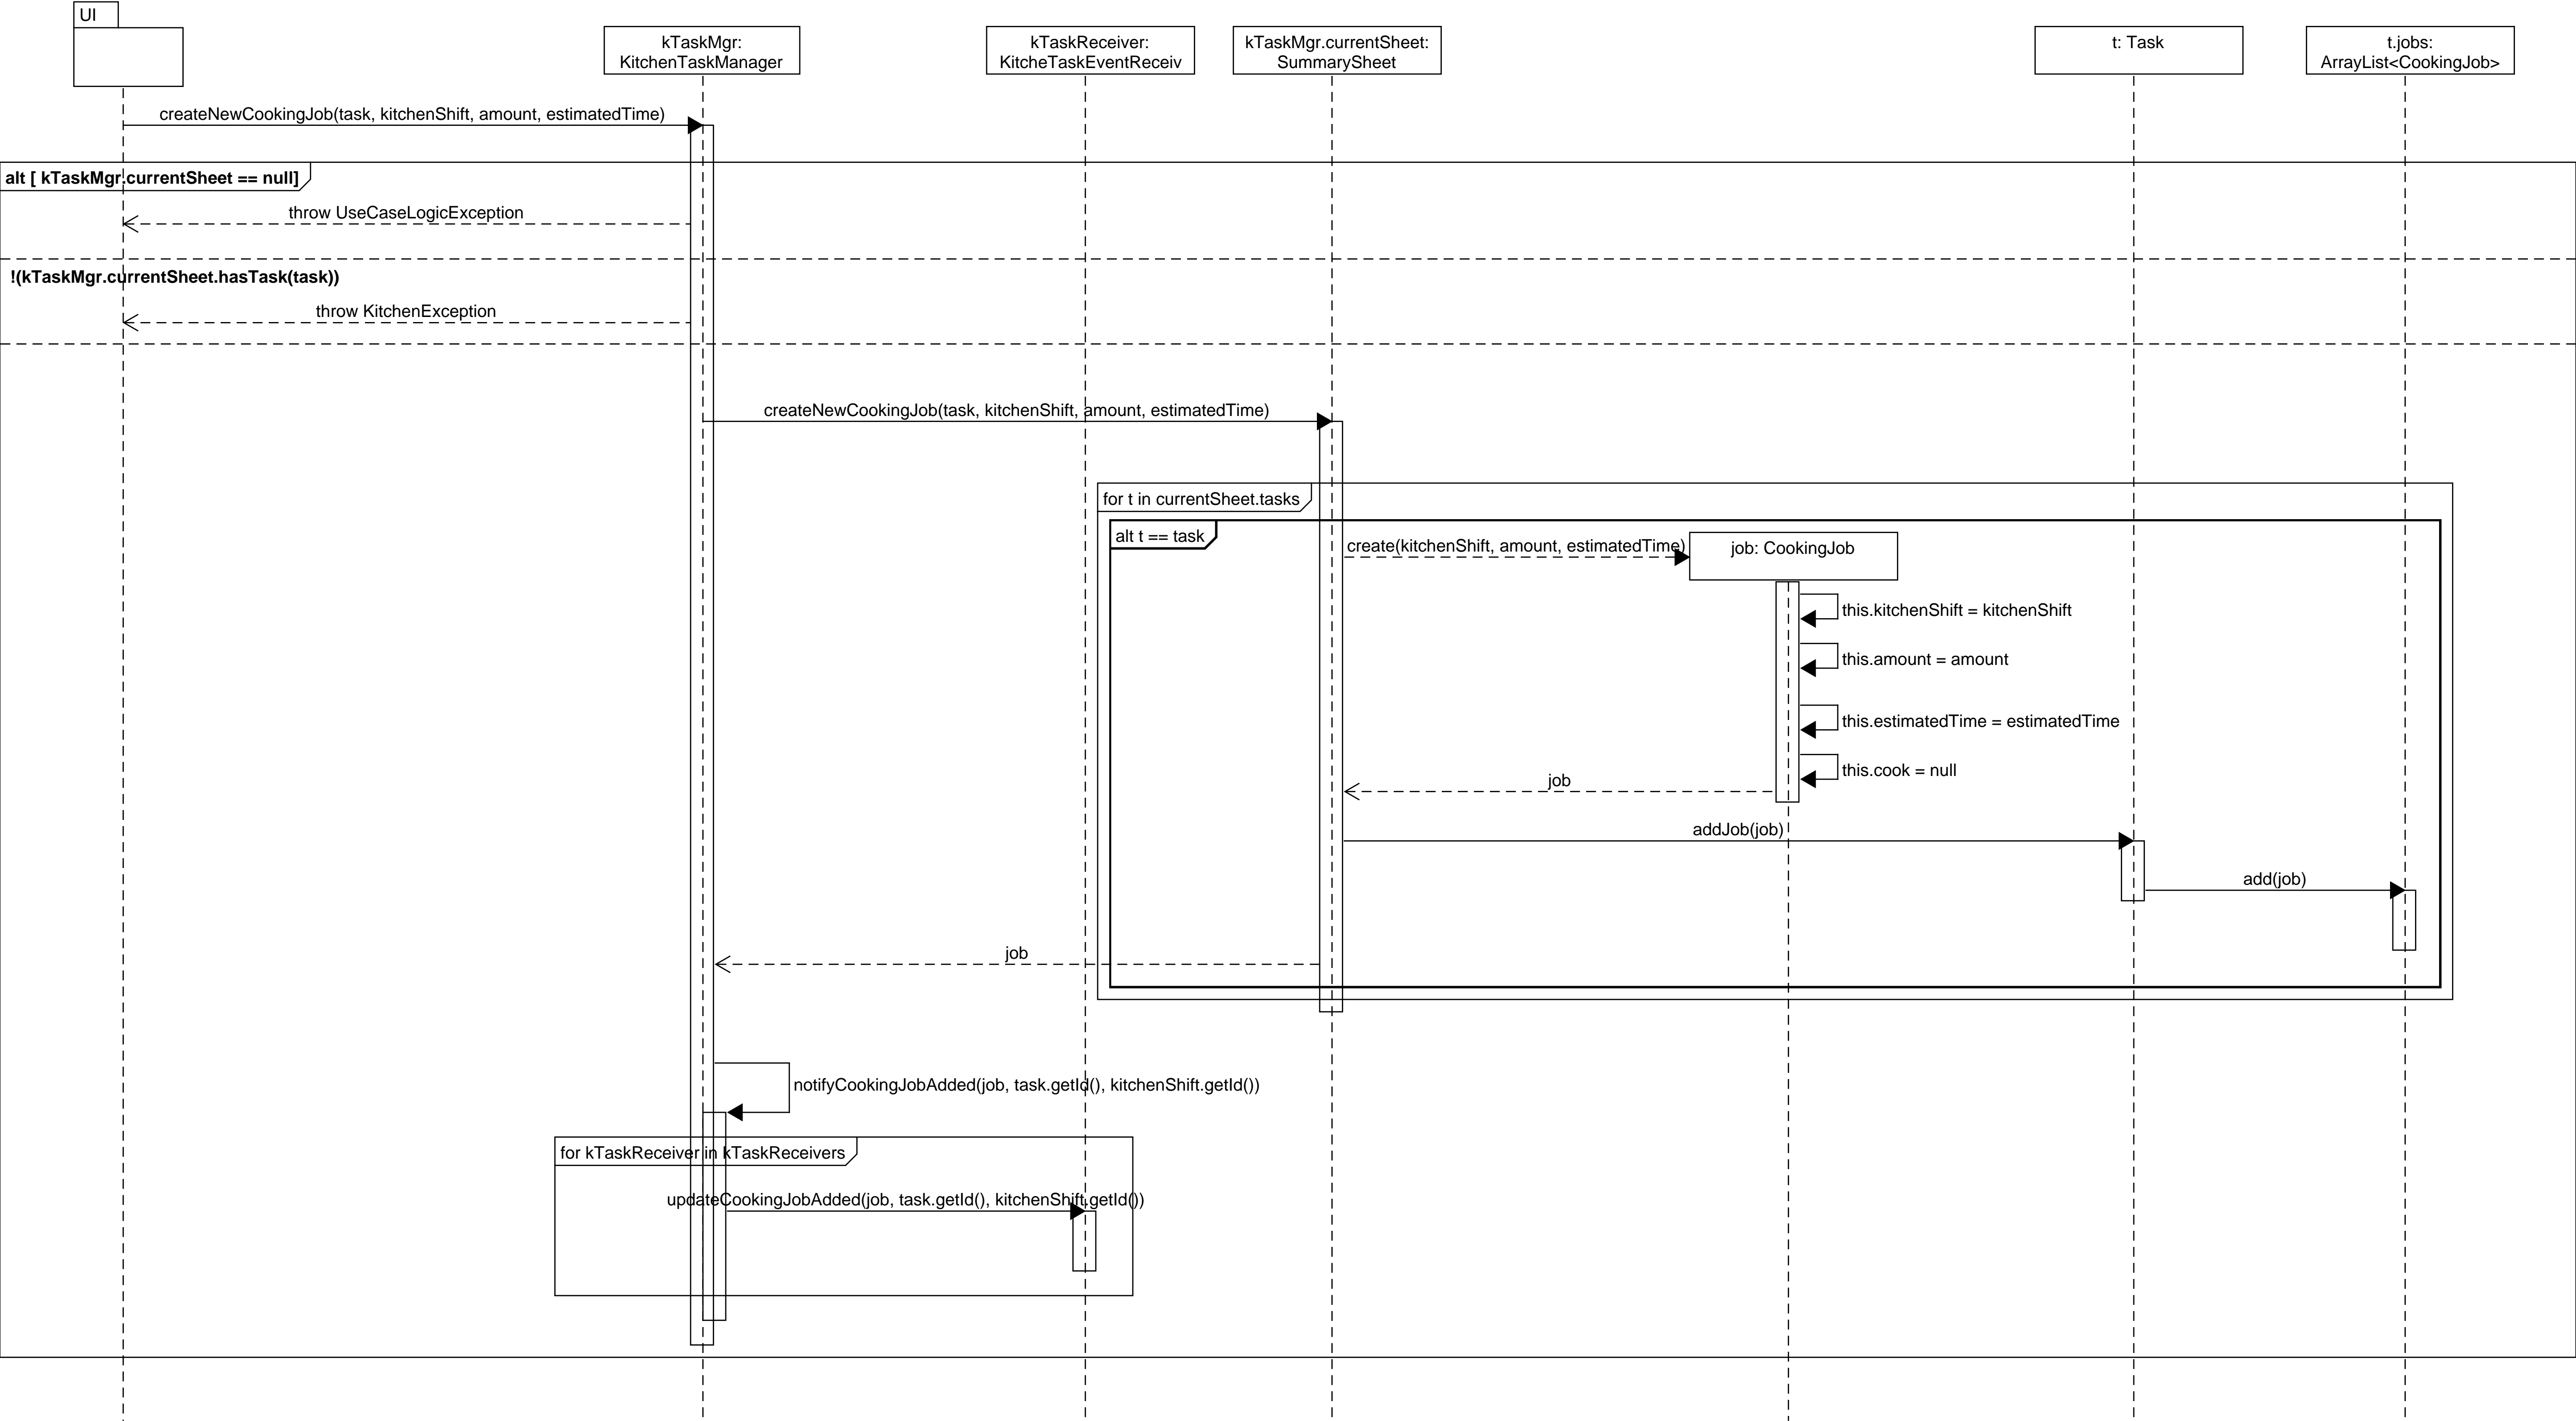 UI
kTaskMgr:
KitchenTaskManager
kTaskReceiver:
KitcheTaskEventReceiv
kTaskMgr.currentSheet:
SummarySheet
t: Task
t.jobs:
ArrayList<CookingJob>
createNewCookingJob(task, kitchenShift, amount, estimatedTime)
alt [ kTaskMgr.currentSheet == null]
throw UseCaseLogicException
!(kTaskMgr.currentSheet.hasTask(task))
throw KitchenException
createNewCookingJob(task, kitchenShift, amount, estimatedTime)
for t in currentSheet.tasks
alt t == task
create(kitchenShift, amount, estimatedTime)
job: CookingJob
this.kitchenShift = kitchenShift
this.amount = amount
this.estimatedTime = estimatedTime
this.cook = null
job
addJob(job)
add(job)
job
notifyCookingJobAdded(job, task.getId(), kitchenShift.getId())
for kTaskReceiver in kTaskReceivers
updateCookingJobAdded(job, task.getId(), kitchenShift.getId())